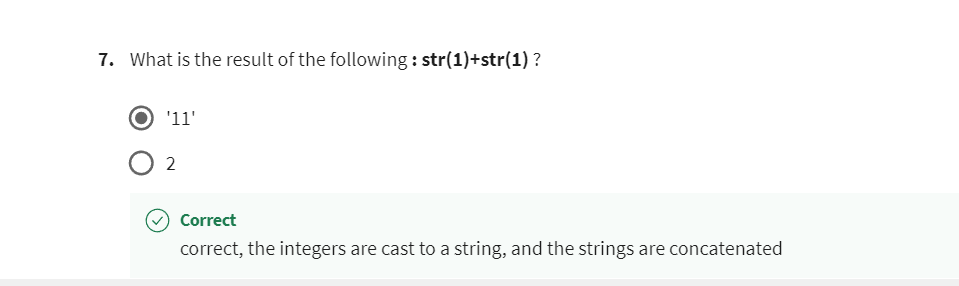 7. What is the result of the following : str(1)+str(1) ?
'11'
2
Correct
correct, the integers are cast to a string, and the strings are concatenated